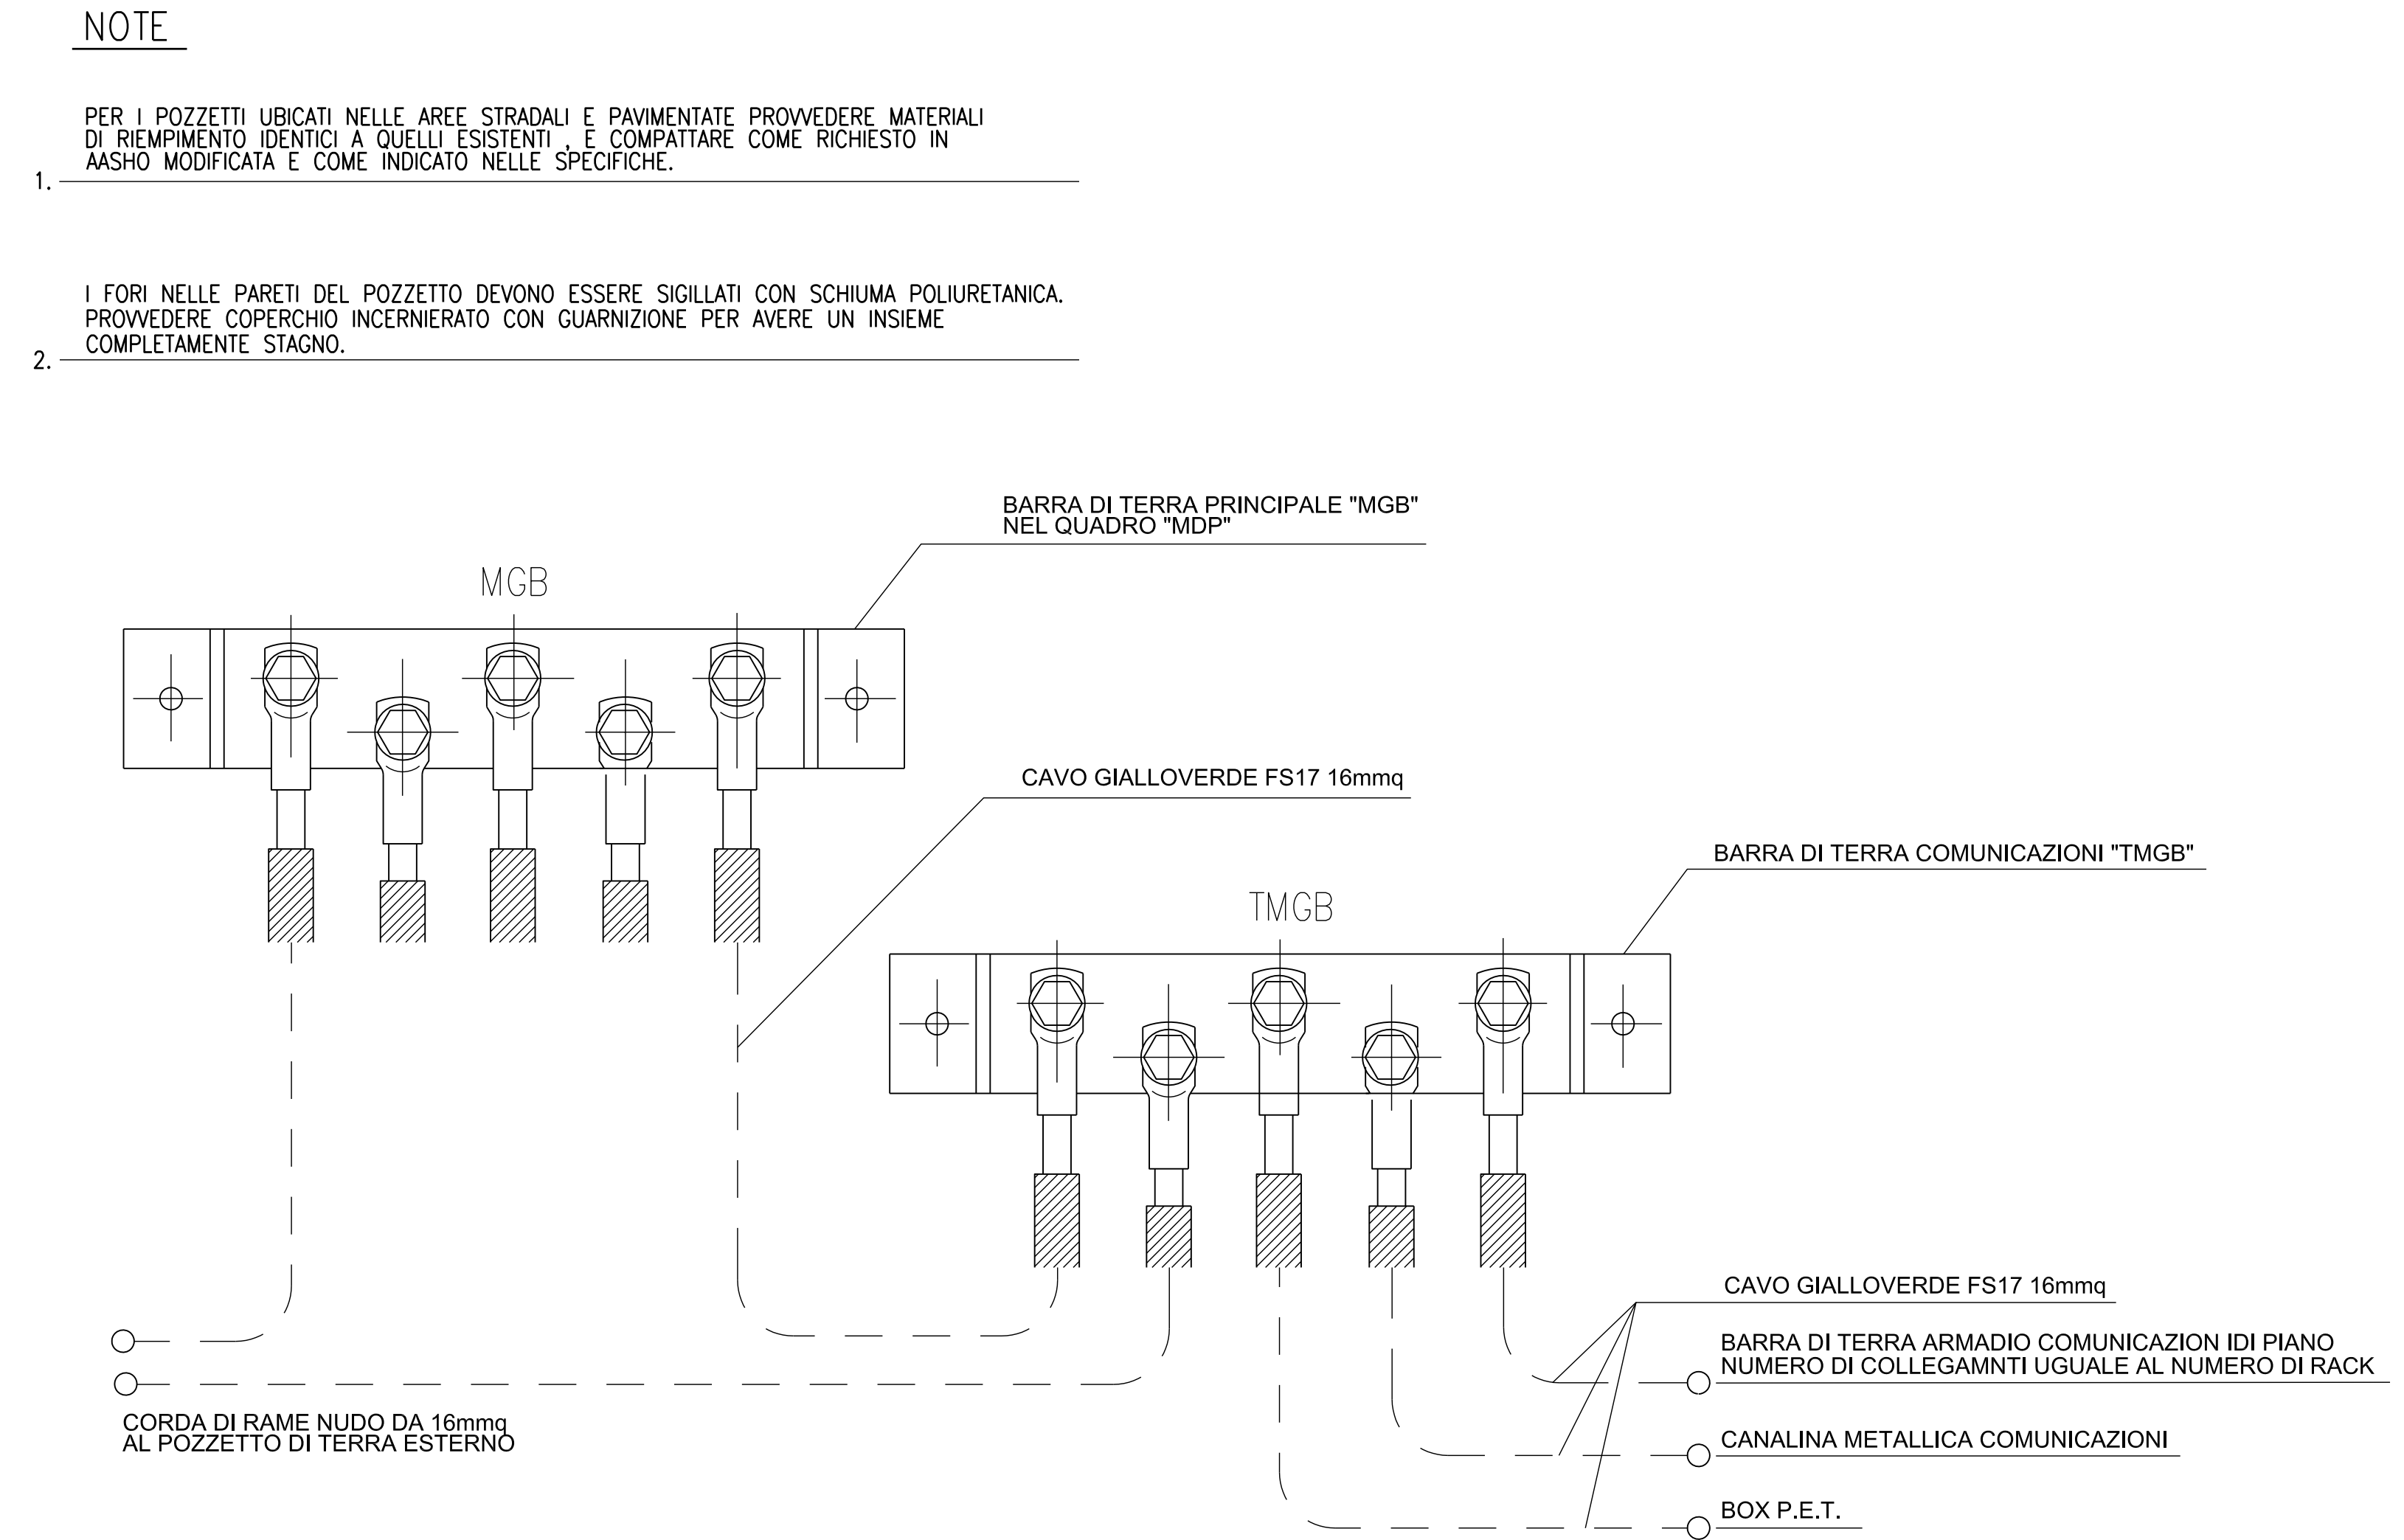 NOTE
PER I POZZETTI UBICATI NELLE AREE STRADALI E PAVIMENTATE PROVVEDERE MATERIALI
DI RIEMPIMENTO IDENTICI A QUELLI ESISTENTI , E COMPATTARE COME RICHIESTO IN
AASHO MODIFICATA E COME INDICATO NELLE SPECIFICHE.
1.
I FORI NELLE PARETI DEL POZZETTO DEVONO ESSERE SIGILLATI CON SCHIUMA POLIURETANICA.
PROVVEDERE COPERCHIO INCERNIERATO CON GUARNIZIONE PER AVERE UN INSIEME
COMPLETAMENTE STAGNO.
2.
BARRA DI TERRA PRINCIPALE "MGB"
NEL QUADRO "MDP"
MGB
CAVO GIALLOVERDE FS17 16mmq
BARRA DI TERRA COMUNICAZIONI "TMGB"
TMGB
CAVO GIALLOVERDE FS17 16mmq
BARRA DI TERRA ARMADIO COMUNICAZION IDI PIANO
NUMERO DI COLLEGAMNTI UGUALE AL NUMERO DI RACK
CORDA DI RAME NUDO DA 16mmq
AL POZZETTO DI TERRA ESTERNO
CANALINA METALLICA COMUNICAZIONI
BOX P.E.T.